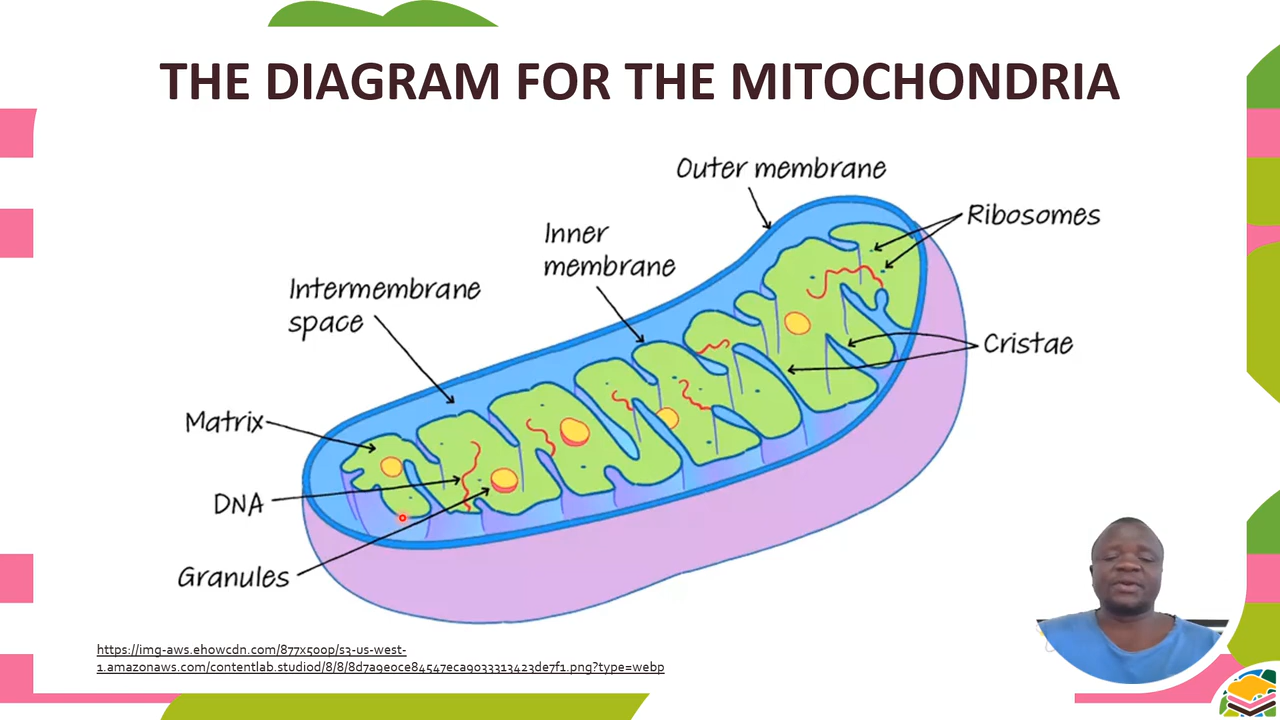 THE DIAGRAM FOR THE MITOCHONDRIA
Outer membrane
Ribosomes
Inner
membrane
Intermembrane
space
Cristae
Matrix
DNA
Granules
https://img-aws.ehowcdn.com/877x500p/s3-us-west-
1.amazonaws.com/contentlab.studiod/8/8/8d7a9e0ce84547eca9033313423de7f1.png?type=webp